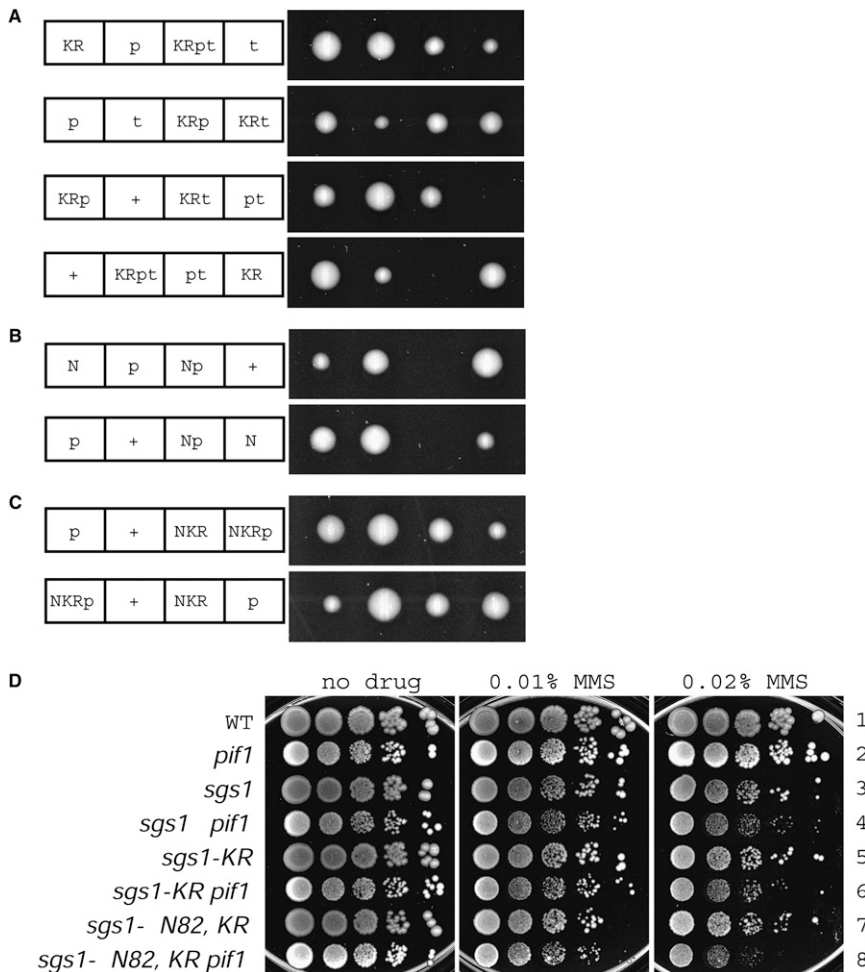 A
KR p KRpt t
p t KRp KRt
KRp + KRt pt
+ KRpt pt KR
B
N p Np +
p + Np N
C
p + NKR NKRp
NKRp + NKR p
D
no drug 0.01% MMS 0.02% MMS
WT 1
pif1 2
sgs1 3
sgs1 pif1 4
sgs1-KR 5
sgs1-KR pif1 6
sgs1- N82, KR 7
sgs1- N82, KR pif1 8